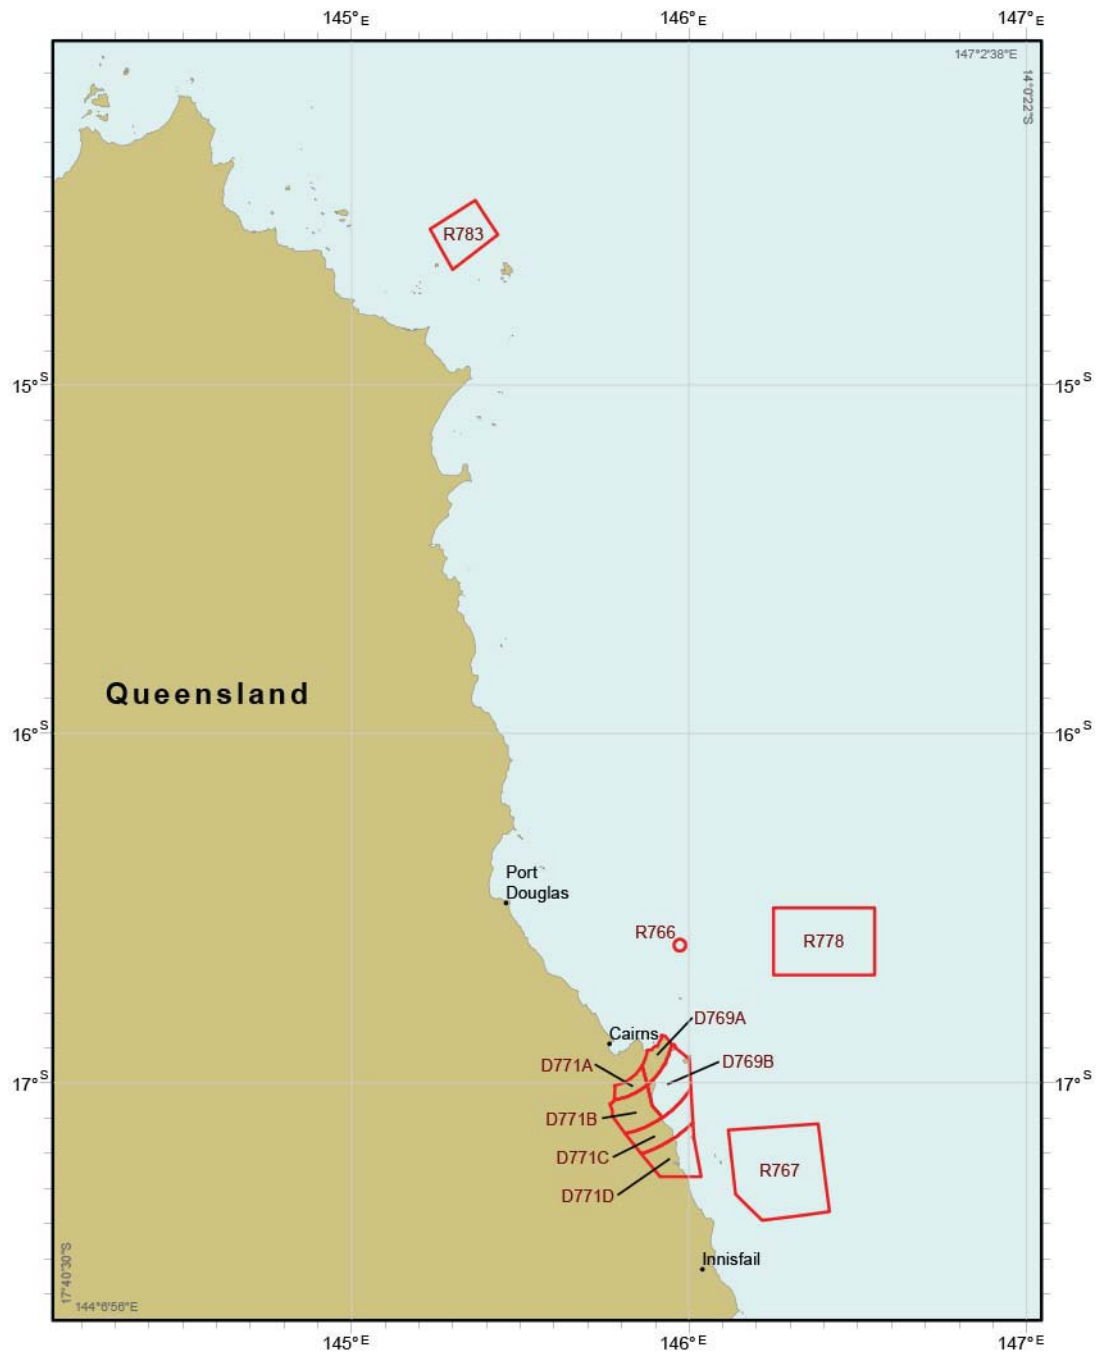 145°E
146°E
147°E
147°2'38"E
14°0'22"S
R783
15°S
15°S
Queensland
16°S
16°S
Port
Douglas
R766
R778
D769A
Cairns
D771A
D769B
17°S
17°S
D771B
D771C
R767
D771D
Innisfail
17°40'30"S
144°6'56"E
145°E
146°E
147°E